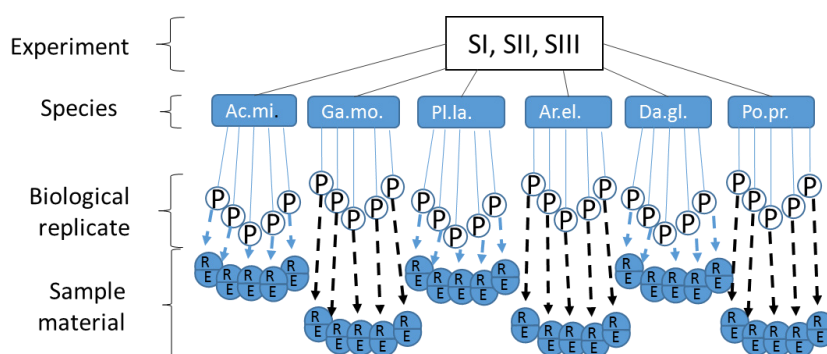 Experiment
SI, SII, SIII
Species
Ac.mi.
Ga.mo.
Pl.la.
Ar.el.
Da.gl.
Po.pr.
Biological
replicate
P P P P P
P P P P P
P P P P P
P P P P P
P P P P P
P P P P P
Sample
material
R R R R R
E E E E E
R R R R R
E E E E E
R R R R R
E E E E E
R R R R R
E E E E E
R R R R R
E E E E E
R R R R R
E E E E E